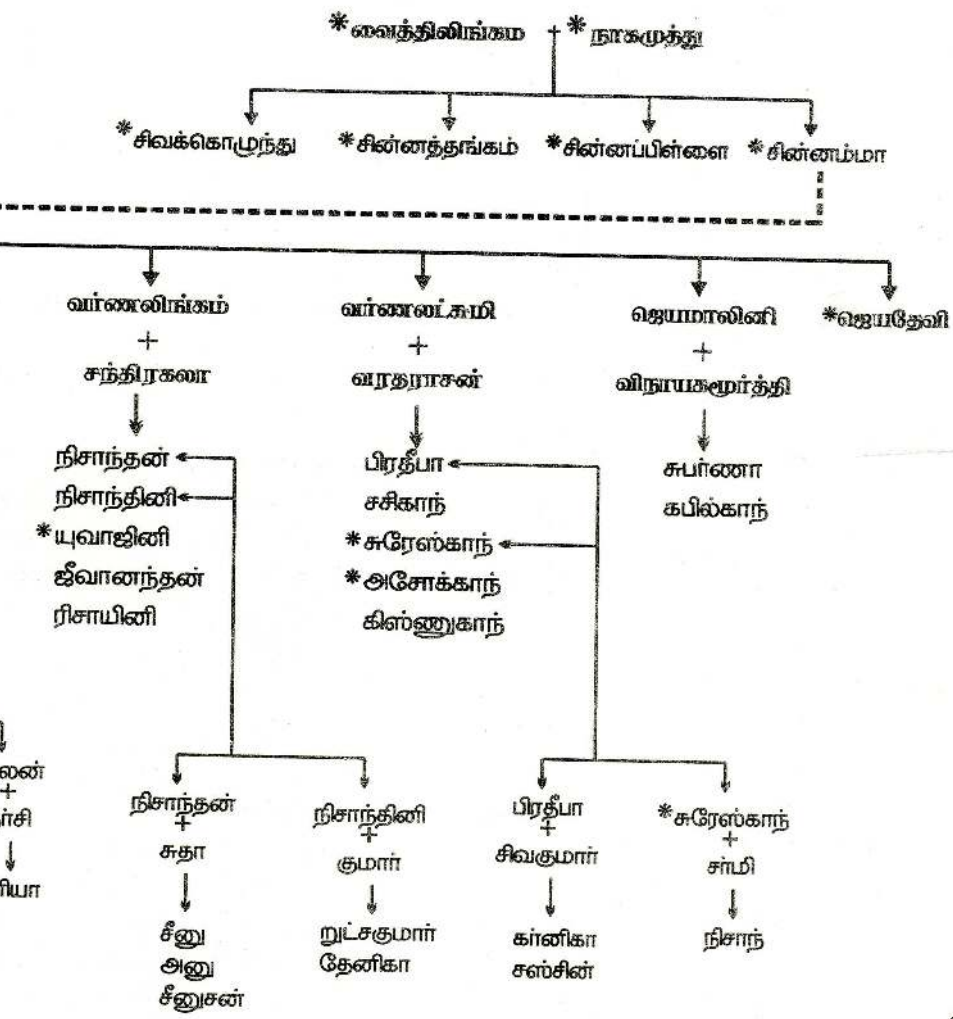 *வைத்திலிங்கம + * நாகமுத்து
*சிவக்கொழுந்து *சின்னத்தங்கம் *சின்னப்பிள்ளை *சின்னம்மா
வர்ணலிங்கம் வர்ணலட்சுமி ஜெயமாலினி *ஜெயதேவி
+ + +
சந்திரகலா வரதராசன் விநாயகமூர்த்தி
நிசாந்தன் பிரதீபா சுபர்ணா
நிசாந்தினி சசிகாந் கபில்காந்
*யுவாஜினி *சுரேஸ்காந்
ஜீவானந்தன் *அசோக்காந்
ரிசாயினி கிஸ்ணுகாந்
லன் நிசாந்தன் நிசாந்தினி பிரதீபா *சுரேஸ்காந்
+ + + + +
ர்சி சுதா குமார் சிவகுமார் சர்மி
ரியா
சீனு றுட்சகுமார் கர்னிகா நிசாந்
அனு தேனிகா சஸ்சின்
சீனுசன்